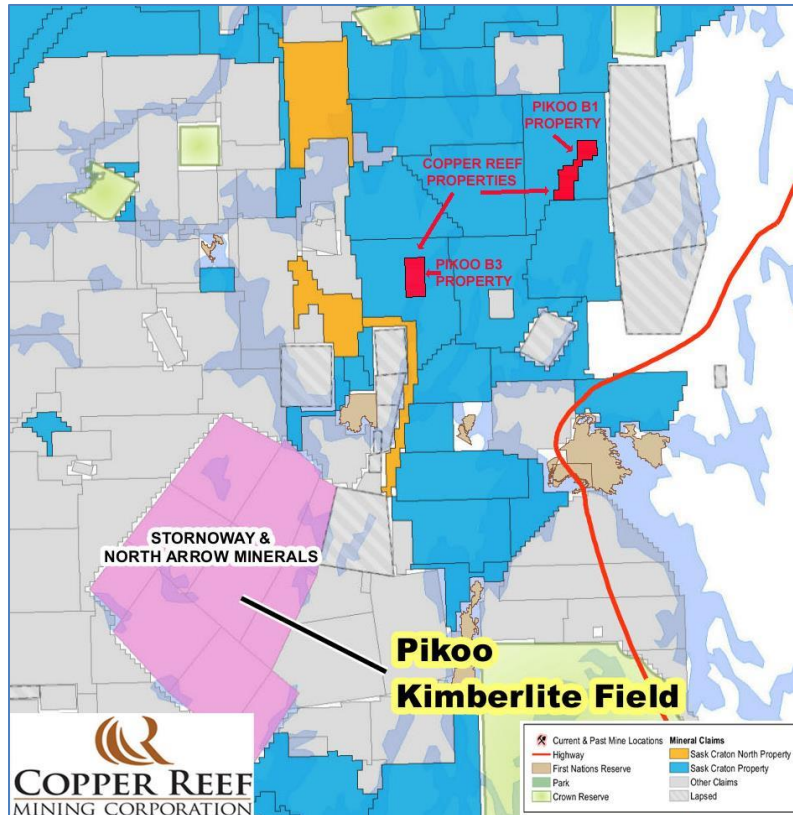 PIKOO B1
PROPERTY
COPPER REEF
PROPERTIES
PIKOO B3
PROPERTY
STORNOWAY &
NORTH ARROW MINERALS
Pikoo
Kimberlite Field
COPPER REEF
MINING CORPORATION
Current & Past Mine Locations
Highway
First Nations Reserve
Park
Crown Reserve
Mineral Claims
Sask Craton North Property
Sask Craton Property
Other Claims
Lapsed